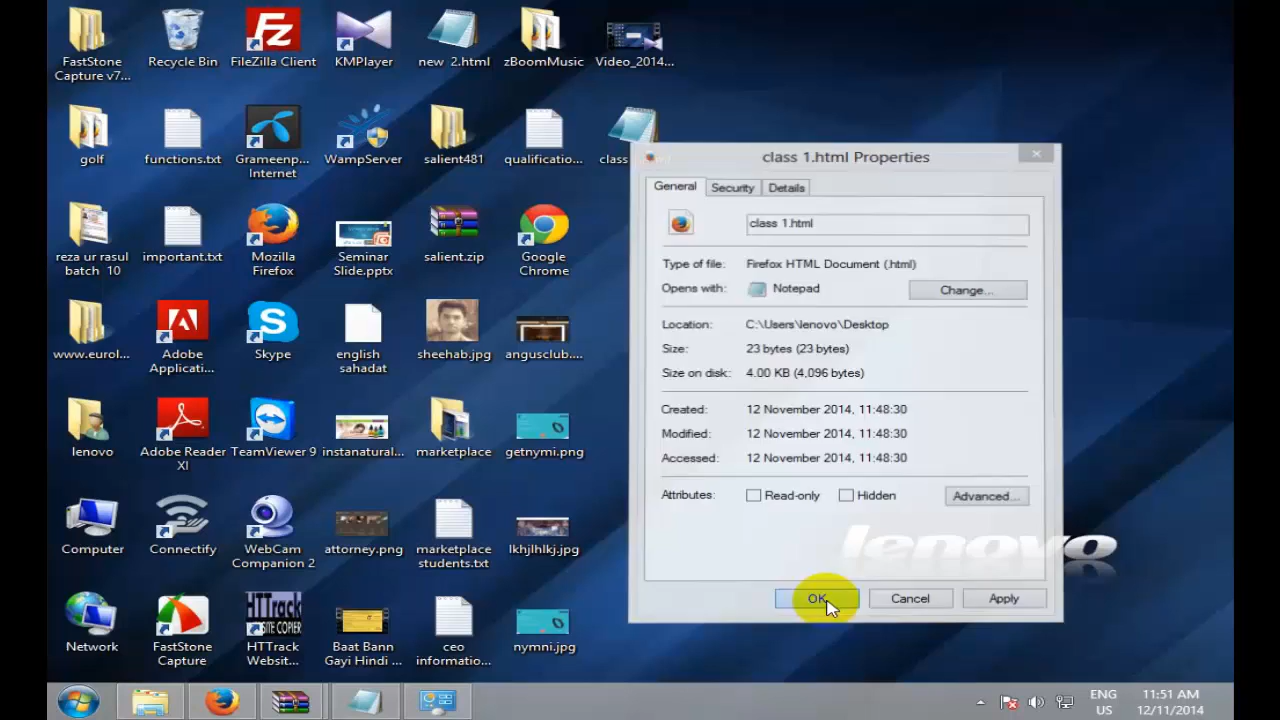 FastStone
Capture v7...
Recycle Bin
FileZilla Client
KMPlayer
new 2.html
zBoomMusic
Video_2014...
golf
functions.txt
Grameenp...
Internet
WampServer
salient481
qualificatio...
class
reza ur rasul
batch 10
important.txt
Mozilla
Firefox
Seminar
Slide.pptx
salient.zip
Google
Chrome
www.eurol...
Adobe
Applicati...
Skype
english
sahadat
sheehab.jpg
angusclub....
lenovo
Adobe Reader
XI
TeamViewer 9
instanatural...
marketplace
getnymi.png
Computer
Connectify
WebCam
Companion 2
attorney.png
marketplace
students.txt
lkhjlhlkj.jpg
Network
FastStone
Capture
HTTrack
SITE COPIER
HTTrack
Websit...
Baat Bann
Gayi Hindi ...
ceo
informatio...
nymni.jpg
class 1.html Properties
General
Security
Details
class 1.html
Type of file: Firefox HTML Document (.html)
Opens with: Notepad
Change...
Location: C:\Users\lenovo\Desktop
Size: 23 bytes (23 bytes)
Size on disk: 4.00 KB (4,096 bytes)
Created: 12 November 2014, 11:48:30
Modified: 12 November 2014, 11:48:30
Accessed: 12 November 2014, 11:48:30
Attributes: Read-only Hidden Advanced...
lenovo
OK Cancel Apply
ENG
US
11:51 AM
12/11/2014